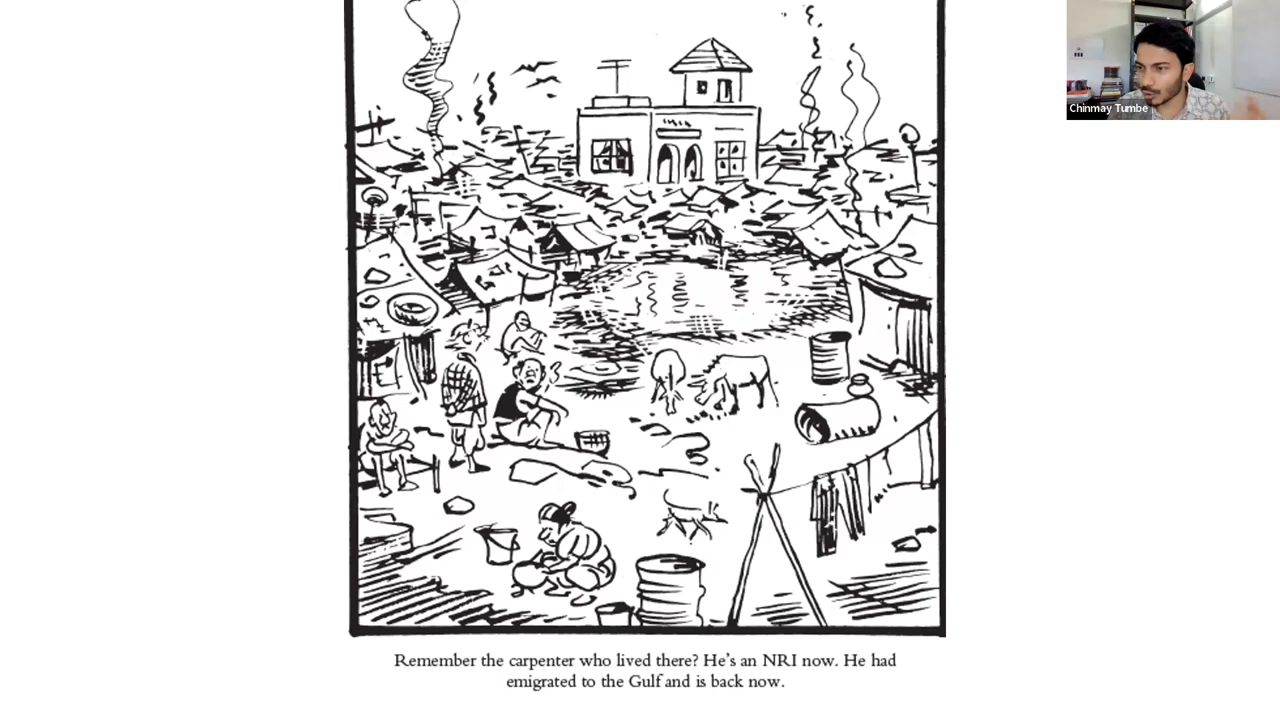 Chinmay Tumbe
Remember the carpenter who lived there? He's an NRI now. He had
emigrated to the Gulf and is back now.